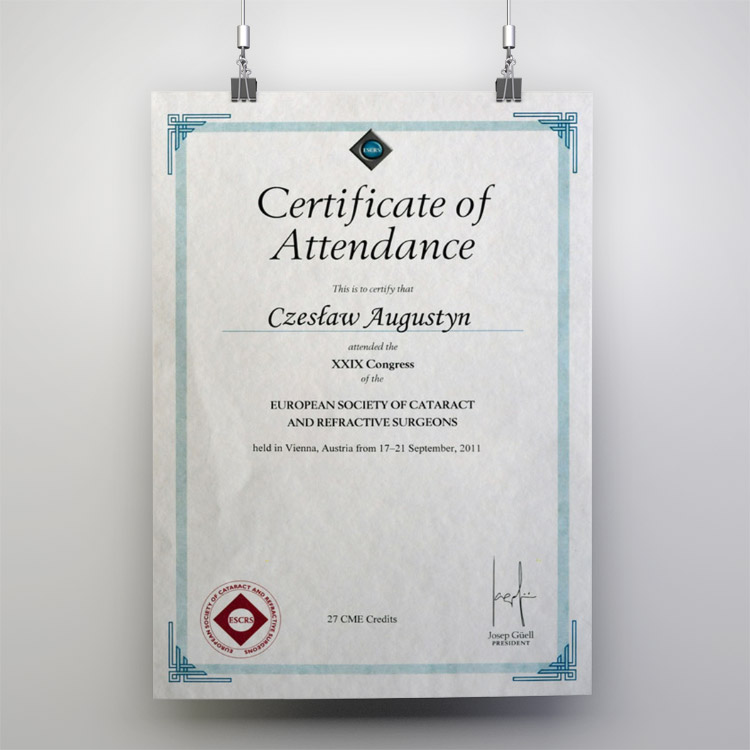 ESCRS
Certificate of
Attendance
This is to certify that
Czesław Augustyn
attended the
XXIX Congress
of the
EUROPEAN SOCIETY OF CATARACT
AND REFRACTIVE SURGEONS
held in Vienna, Austria from 17–21 September, 2011
EUROPEAN SOCIETY OF CATARACT AND REFRACTIVE SURGEONS
ESCRS
27 CME Credits
Josep Güell
PRESIDENT